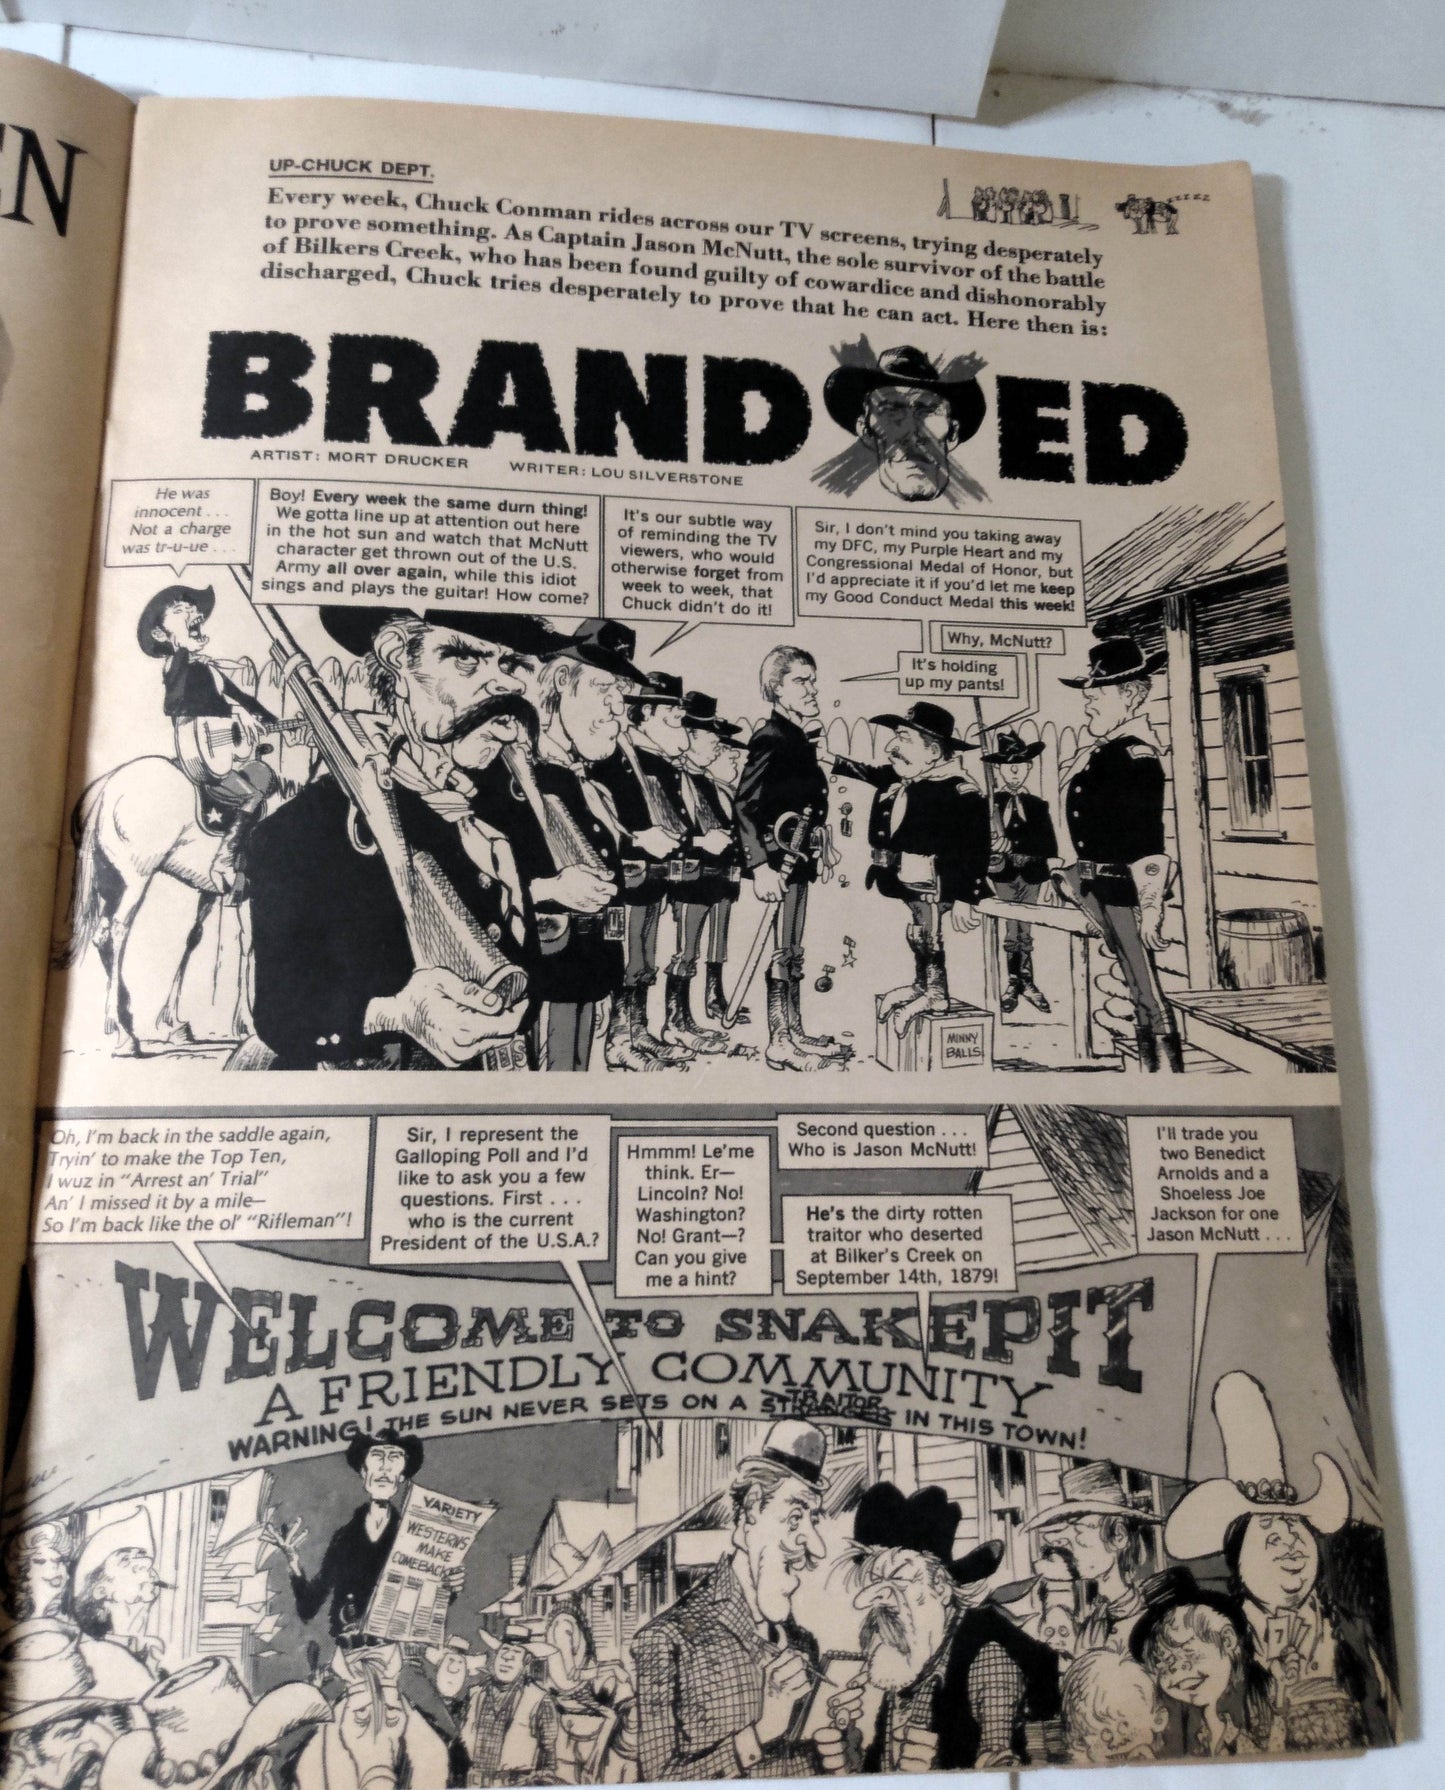 EN
UP-CHUCK DEPT.
Every week, Chuck Conman rides across our TV screens, trying desperately
to prove something. As Captain Jason McNutt, the sole survivor of the battle
of Bilkers Creek, who has been found guilty of cowardice and dishonorably
discharged, Chuck tries desperately to prove that he can act. Here then is:
zzzzz
BRANDED
ARTIST: MORT DRUCKER WRITER: LOU SILVERSTONE
He was
innocent . . .
Not a charge
was tr-u-ue . . .
Boy! Every week the same durn thing!
We gotta line up at attention out here
in the hot sun and watch that McNutt
character get thrown out of the U.S.
Army all over again, while this idiot
sings and plays the guitar! How come?
It's our subtle way
of reminding the TV
viewers, who would
otherwise forget from
week to week, that
Chuck didn't do it!
Sir, I don't mind you taking away
my DFC, my Purple Heart and my
Congressional Medal of Honor, but
I'd appreciate it if you'd let me keep
my Good Conduct Medal this week!
Why, McNutt?
It's holding
up my pants!
MINNY
BALLS
Oh, I'm back in the saddle again,
Tryin' to make the Top Ten,
I wuz in "Arrest an' Trial"
An' I missed it by a mile—
So I'm back like the ol' "Rifleman"!
Sir, I represent the
Galloping Poll and I'd
like to ask you a few
questions. First . . .
who is the current
President of the U.S.A.?
Hmmm! Le'me
think. Er—
Lincoln? No!
Washington?
No! Grant—?
Can you give
me a hint?
Second question . . .
Who is Jason McNutt!
He's the dirty rotten
traitor who deserted
at Bilker's Creek on
September 14th, 1879!
I'll trade you
two Benedict
Arnolds and a
Shoeless Joe
Jackson for one
Jason McNutt . . .
WELCOME TO SNAKEPIT
A FRIENDLY COMMUNITY
TRAITOR
WARNING! THE SUN NEVER SETS ON A STRANGER IN THIS TOWN!
VARIETY
WESTERNS
MAKE
COMEBACK
7